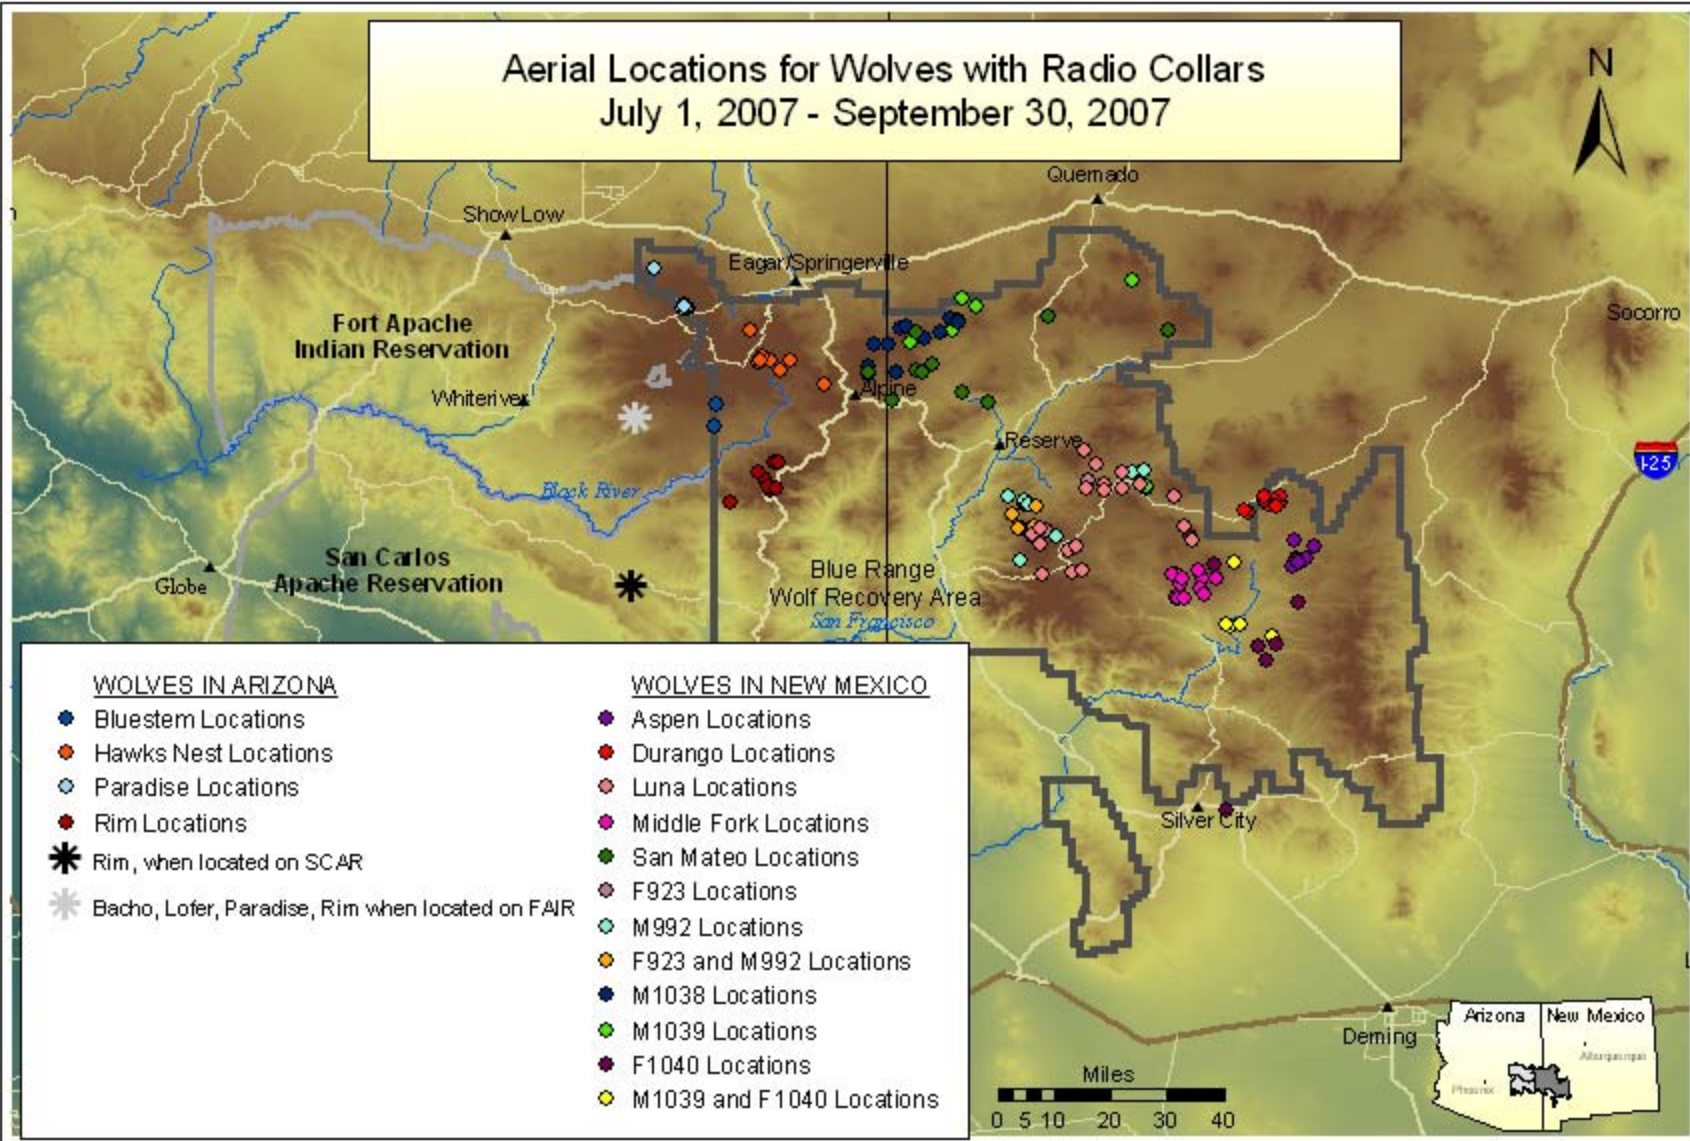 Aerial Locations for Wolves with Radio Collars
July 1, 2007 - September 30, 2007
N
Quemado
Show Low
Eagar/Springerville
Socorro
Fort Apache
Indian Reservation
Whiteriver
Alpine
Reserve
I-25
Black River
San Carlos
Apache Reservation
Globe
Blue Range
Wolf Recovery Area
San Francisco
WOLVES IN ARIZONA
Bluestem Locations
Hawks Nest Locations
Paradise Locations
Rim Locations
Rim, when located on SCAR
Bacho, Lofer, Paradise, Rim when located on FAIR
WOLVES IN NEW MEXICO
Aspen Locations
Durango Locations
Luna Locations
Middle Fork Locations
San Mateo Locations
F923 Locations
M992 Locations
F923 and M992 Locations
M1038 Locations
M1039 Locations
F1040 Locations
M1039 and F1040 Locations
Silver City
Deming
Miles
0 5 10 20 30 40
Arizona New Mexico
Albuquerque
Phoenix